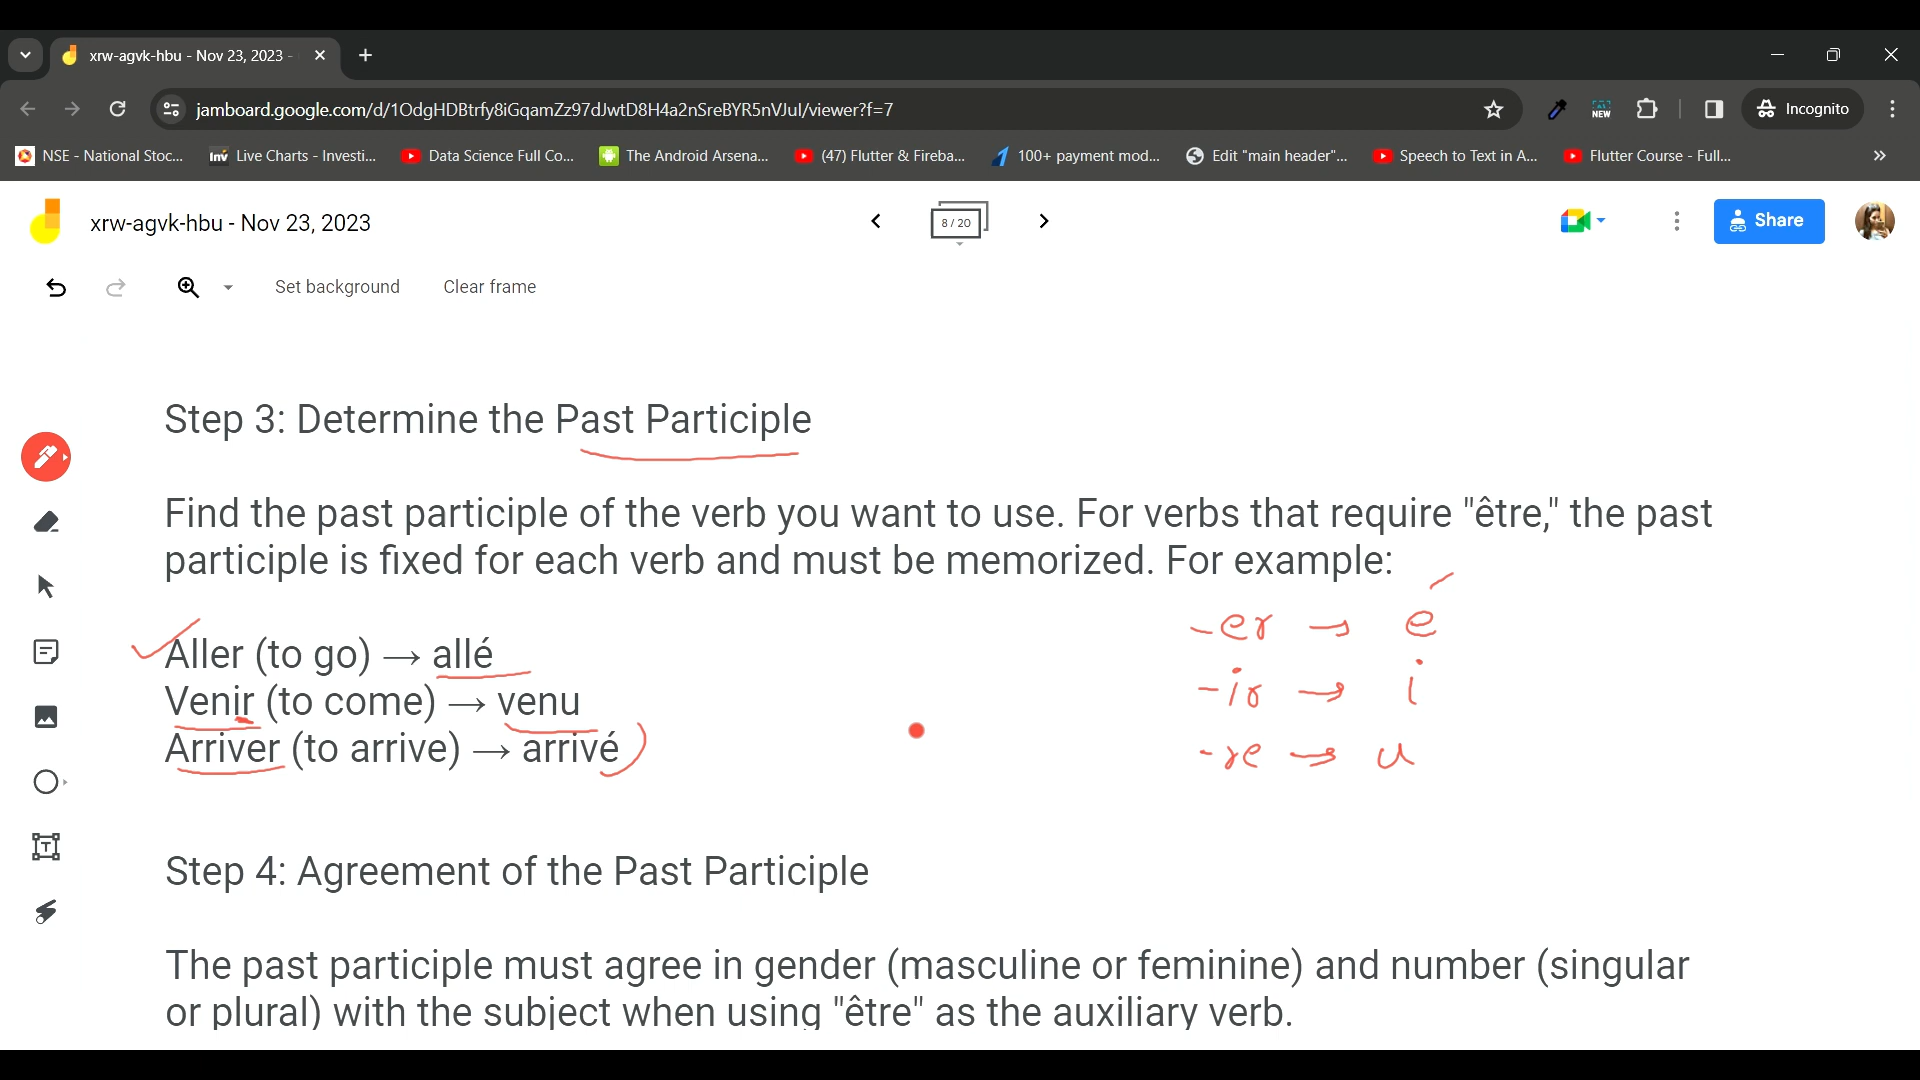 xrw-agvk-hbu - Nov 23, 2023 -
jamboard.google.com/d/1OdgHDBtrfy8iGqamZz97dJwtD8H4a2nSreBYR5nVJuI/viewer?f=7
NEW
Incognito
NSE - National Stoc...
Inv Live Charts - Investi...
Data Science Full Co...
The Android Arsena...
(47) Flutter & Fireba...
100+ payment mod...
Edit "main header"...
Speech to Text in A...
Flutter Course - Full...
xrw-agvk-hbu - Nov 23, 2023
8 / 20
Share
Set background
Clear frame
Step 3: Determine the Past Participle
Find the past participle of the verb you want to use. For verbs that require "être," the past
participle is fixed for each verb and must be memorized. For example:
Aller (to go) → allé
Venir (to come) → venu
Arriver (to arrive) → arrivé
-er → é
-ir → i
-re → u
Step 4: Agreement of the Past Participle
The past participle must agree in gender (masculine or feminine) and number (singular
or plural) with the subject when using "être" as the auxiliary verb.